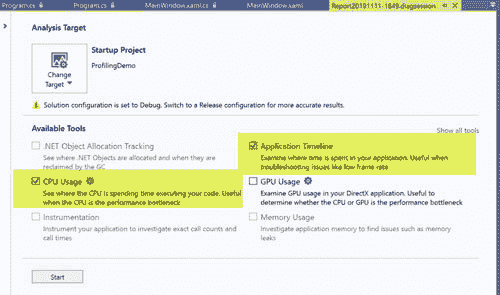 Program.cs
Program.cs
MainWindow.xaml.cs
MainWindow.xaml
Report20191111-1849.diagsession
Analysis Target
Change
Target
Startup Project
ProfilingDemo
Solution configuration is set to Debug. Switch to a Release configuration for more accurate results.
Available Tools
Show all tools
.NET Object Allocation Tracking
See where .NET Objects are allocated and when they are
reclaimed by the GC
Application Timeline
Examine where time is spent in your application. Useful when
troubleshooting issues like low frame rate
CPU Usage
See where the CPU is spending time executing your code. Useful
when the CPU is the performance bottleneck
GPU Usage
Examine GPU usage in your DirectX application. Useful to
determine whether the CPU or GPU is the performance bottleneck
Instrumentation
Instrument your application to investigate exact call counts and
call times
Memory Usage
Investigate application memory to find issues such as memory
leaks
Start